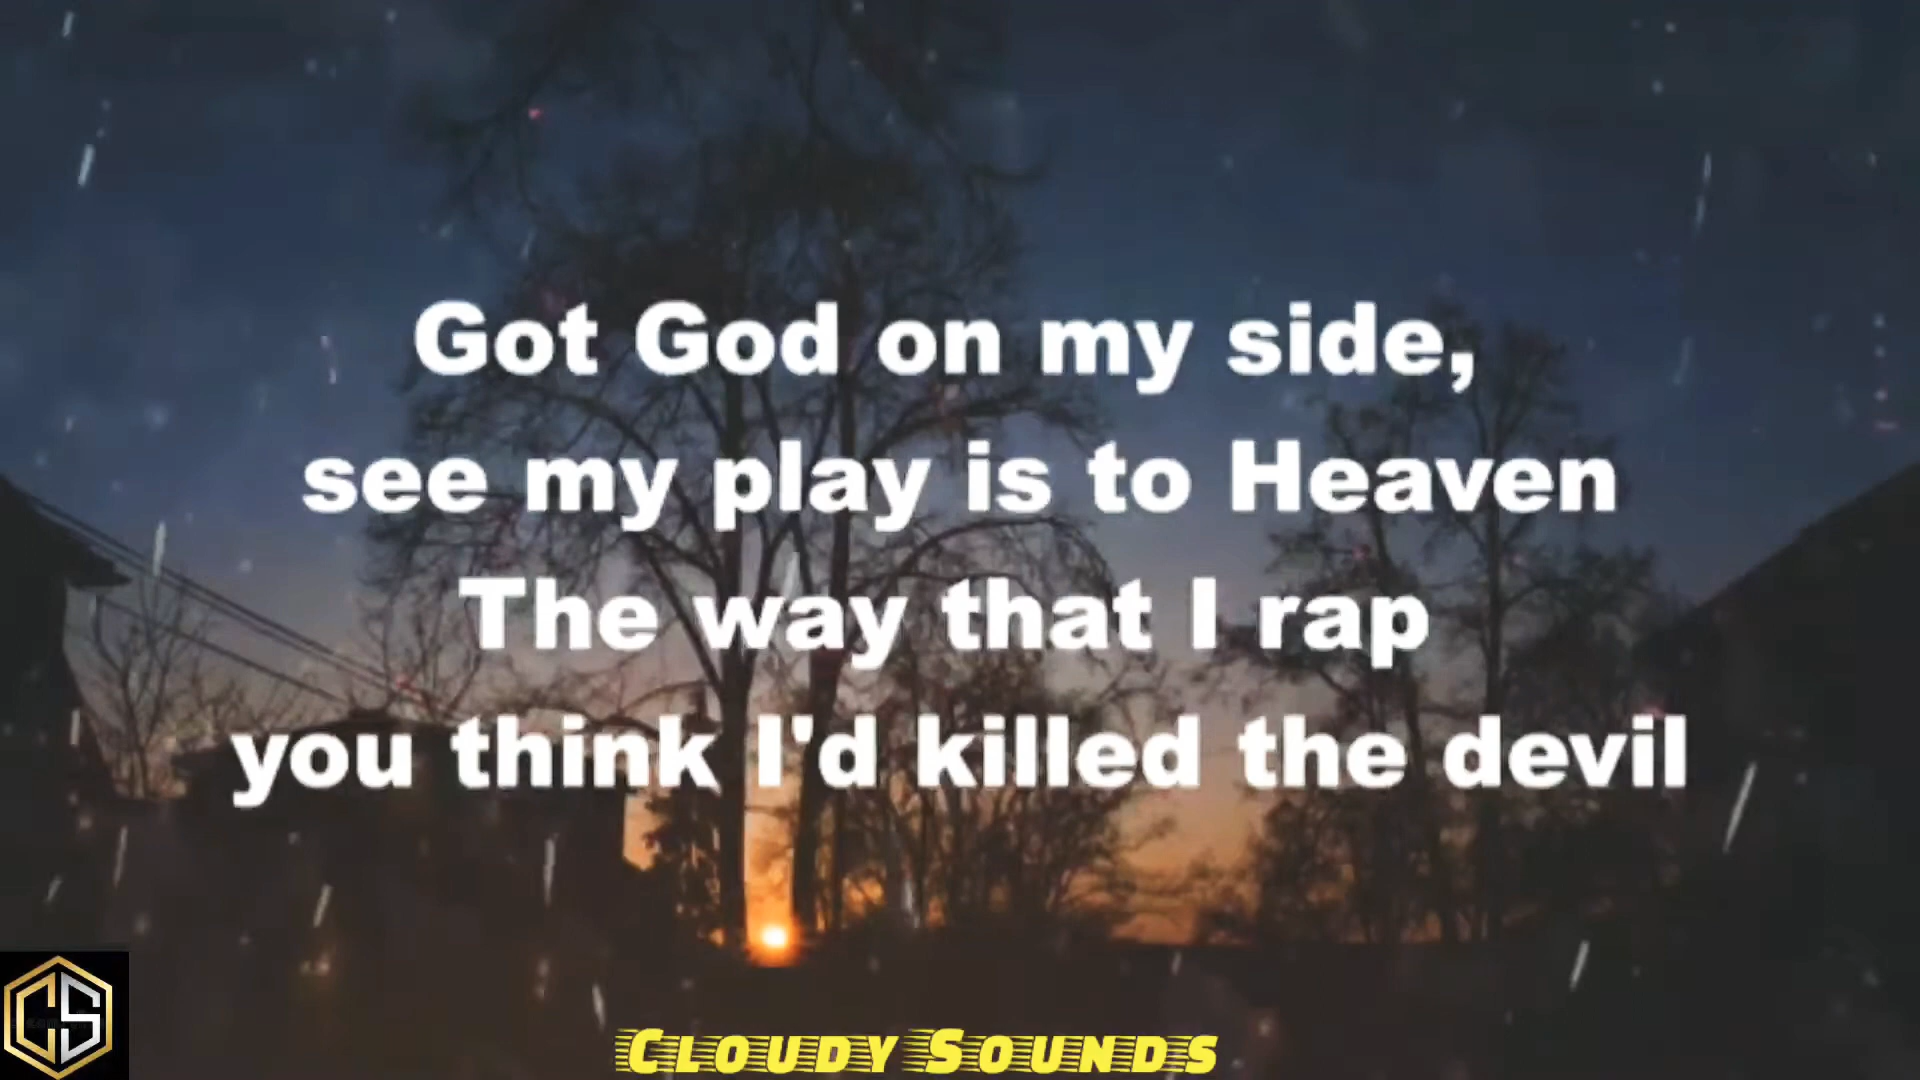 Got God on my side,
see my play is to Heaven
The way that I rap
you think I'd killed the devil
CS
Cloudy Sounds